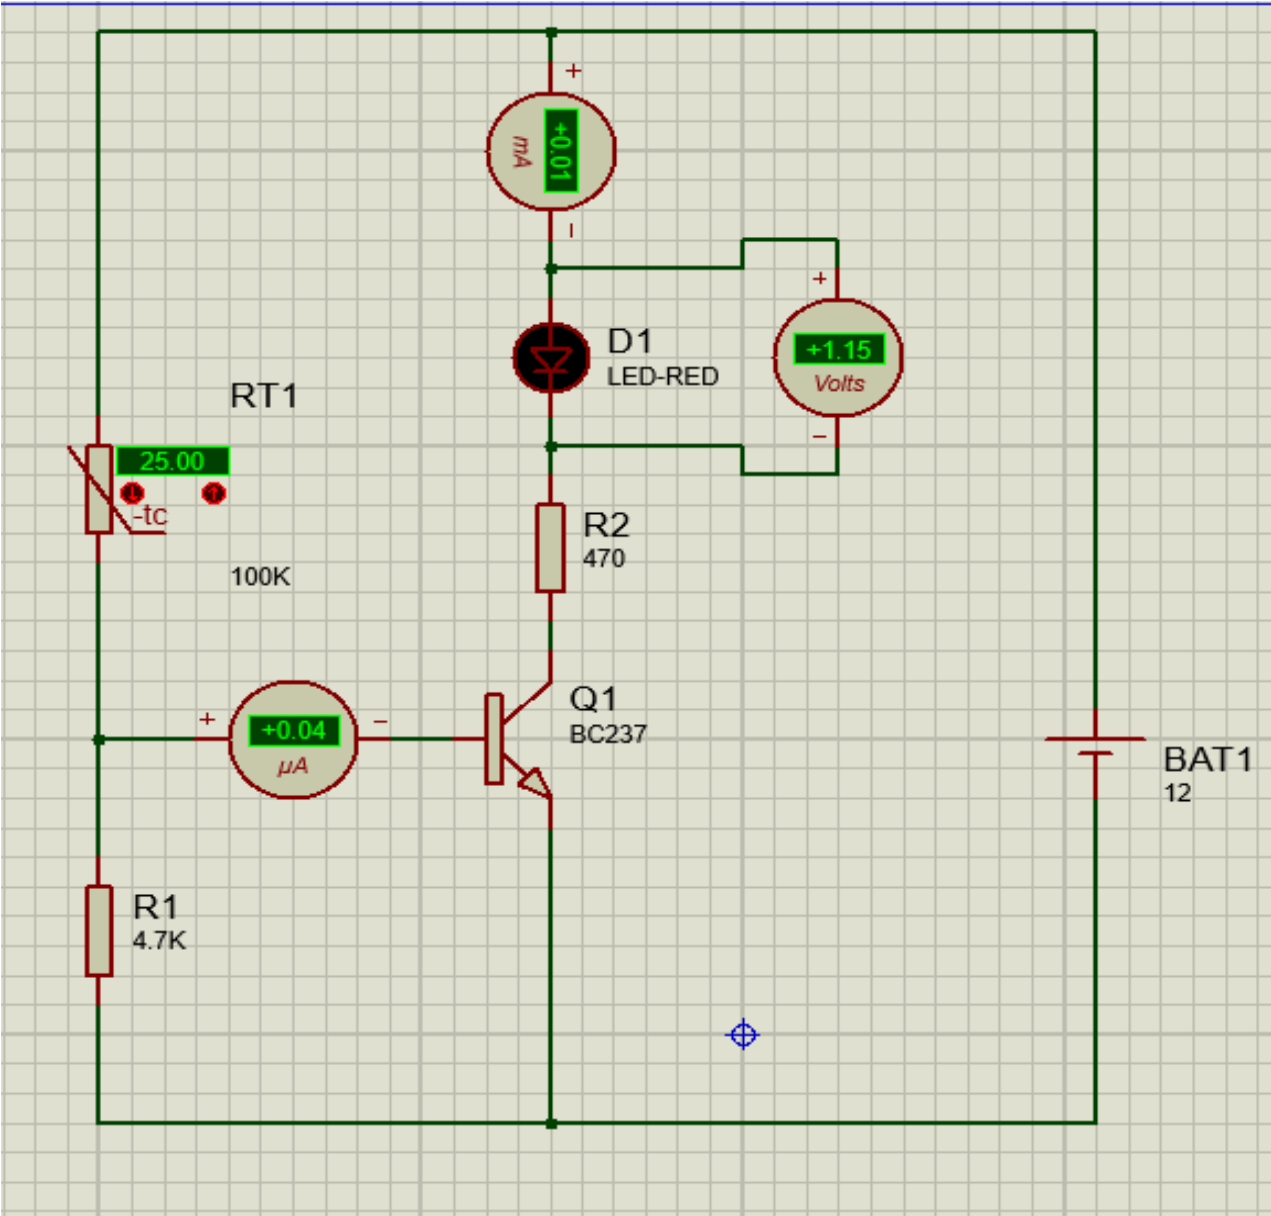 +
+0.01
mA
−
+
+1.15
Volts
−
D1
LED-RED
RT1
25.00
-tc
100K
R2
470
+
+0.04
µA
−
Q1
BC237
BAT1
12
R1
4.7K